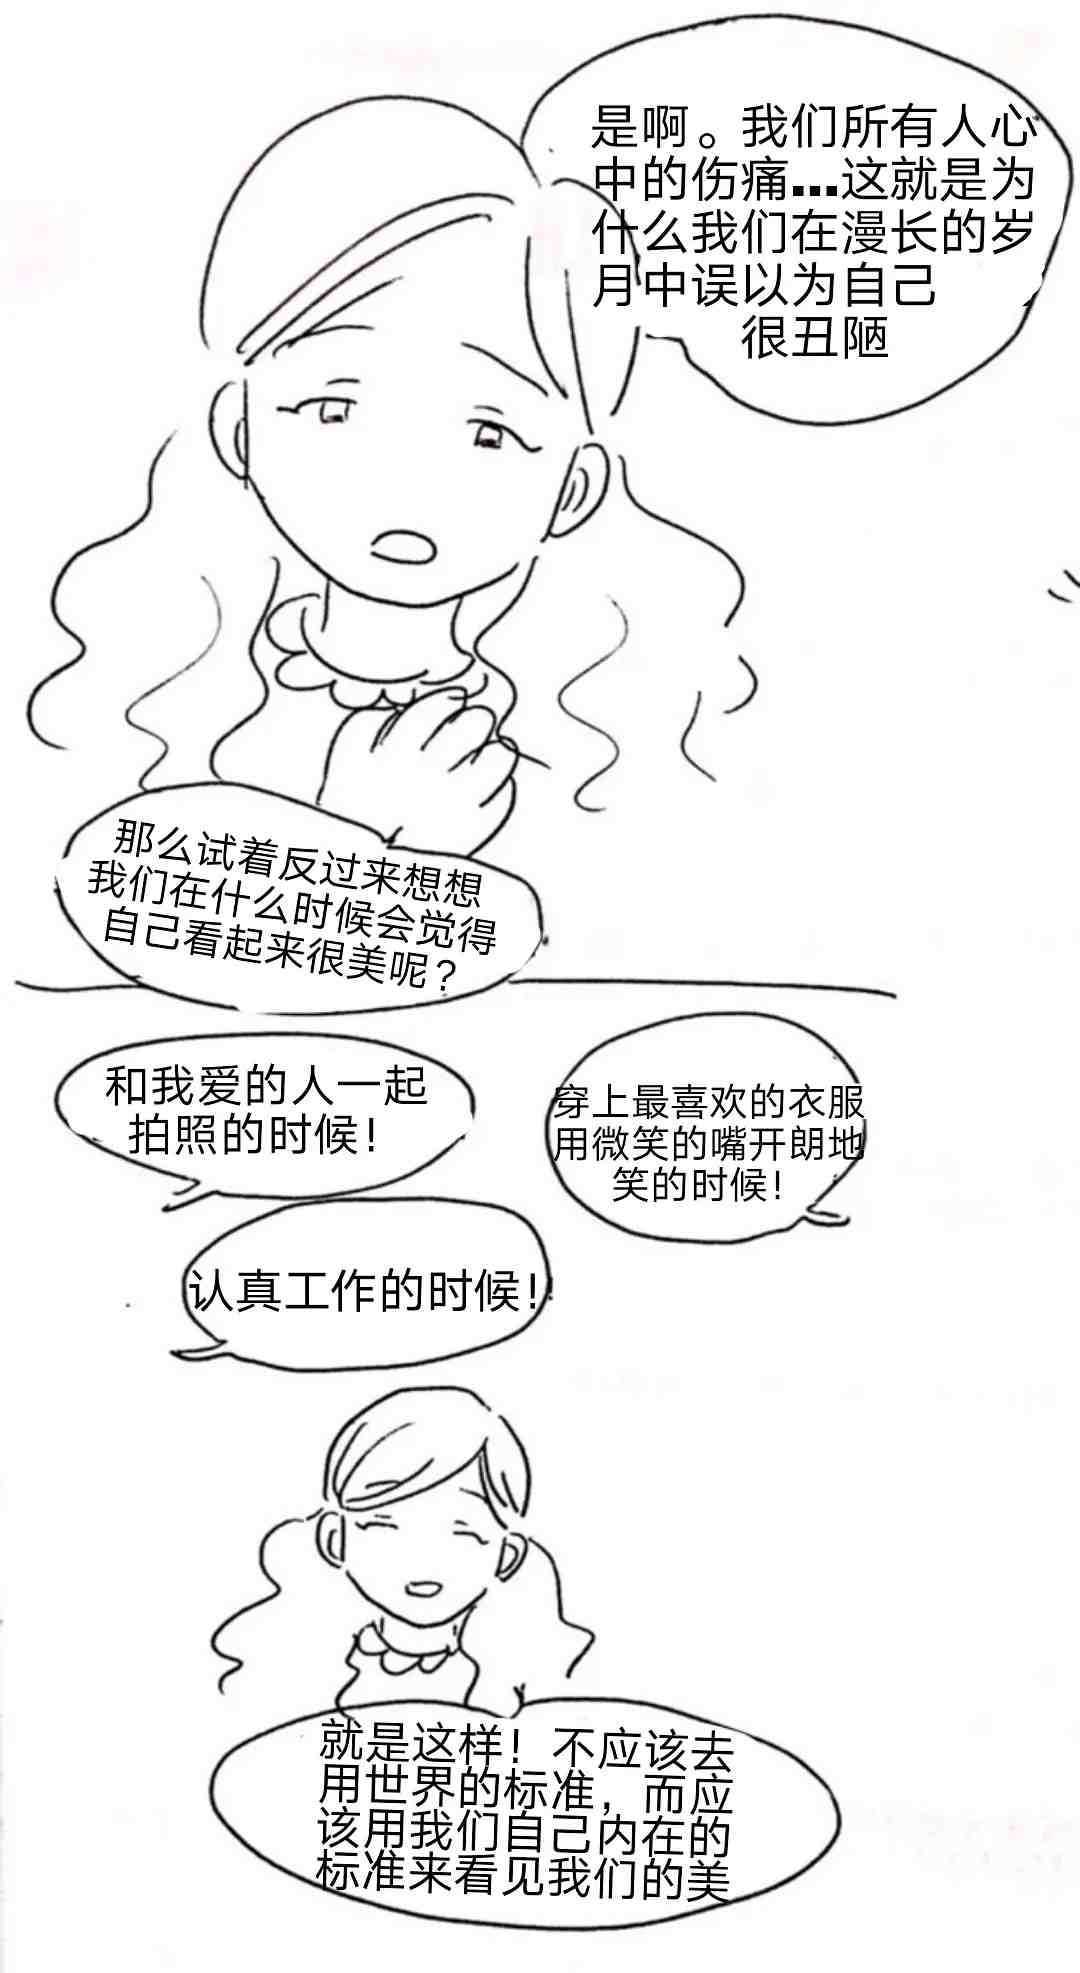 是啊。我们所有人心
中的伤痛...这就是为
什么我们在漫长的岁
月中误以为自己
很丑陋
那么试着反过来想想
我们在什么时候会觉得
自己看起来很美呢？
和我爱的人一起
拍照的时候！
穿上最喜欢的衣服
用微笑的嘴开朗地
笑的时候！
认真工作的时候！
就是这样！不应该去
用世界的标准，而应
该用我们自己内在的
标准来看见我们的美